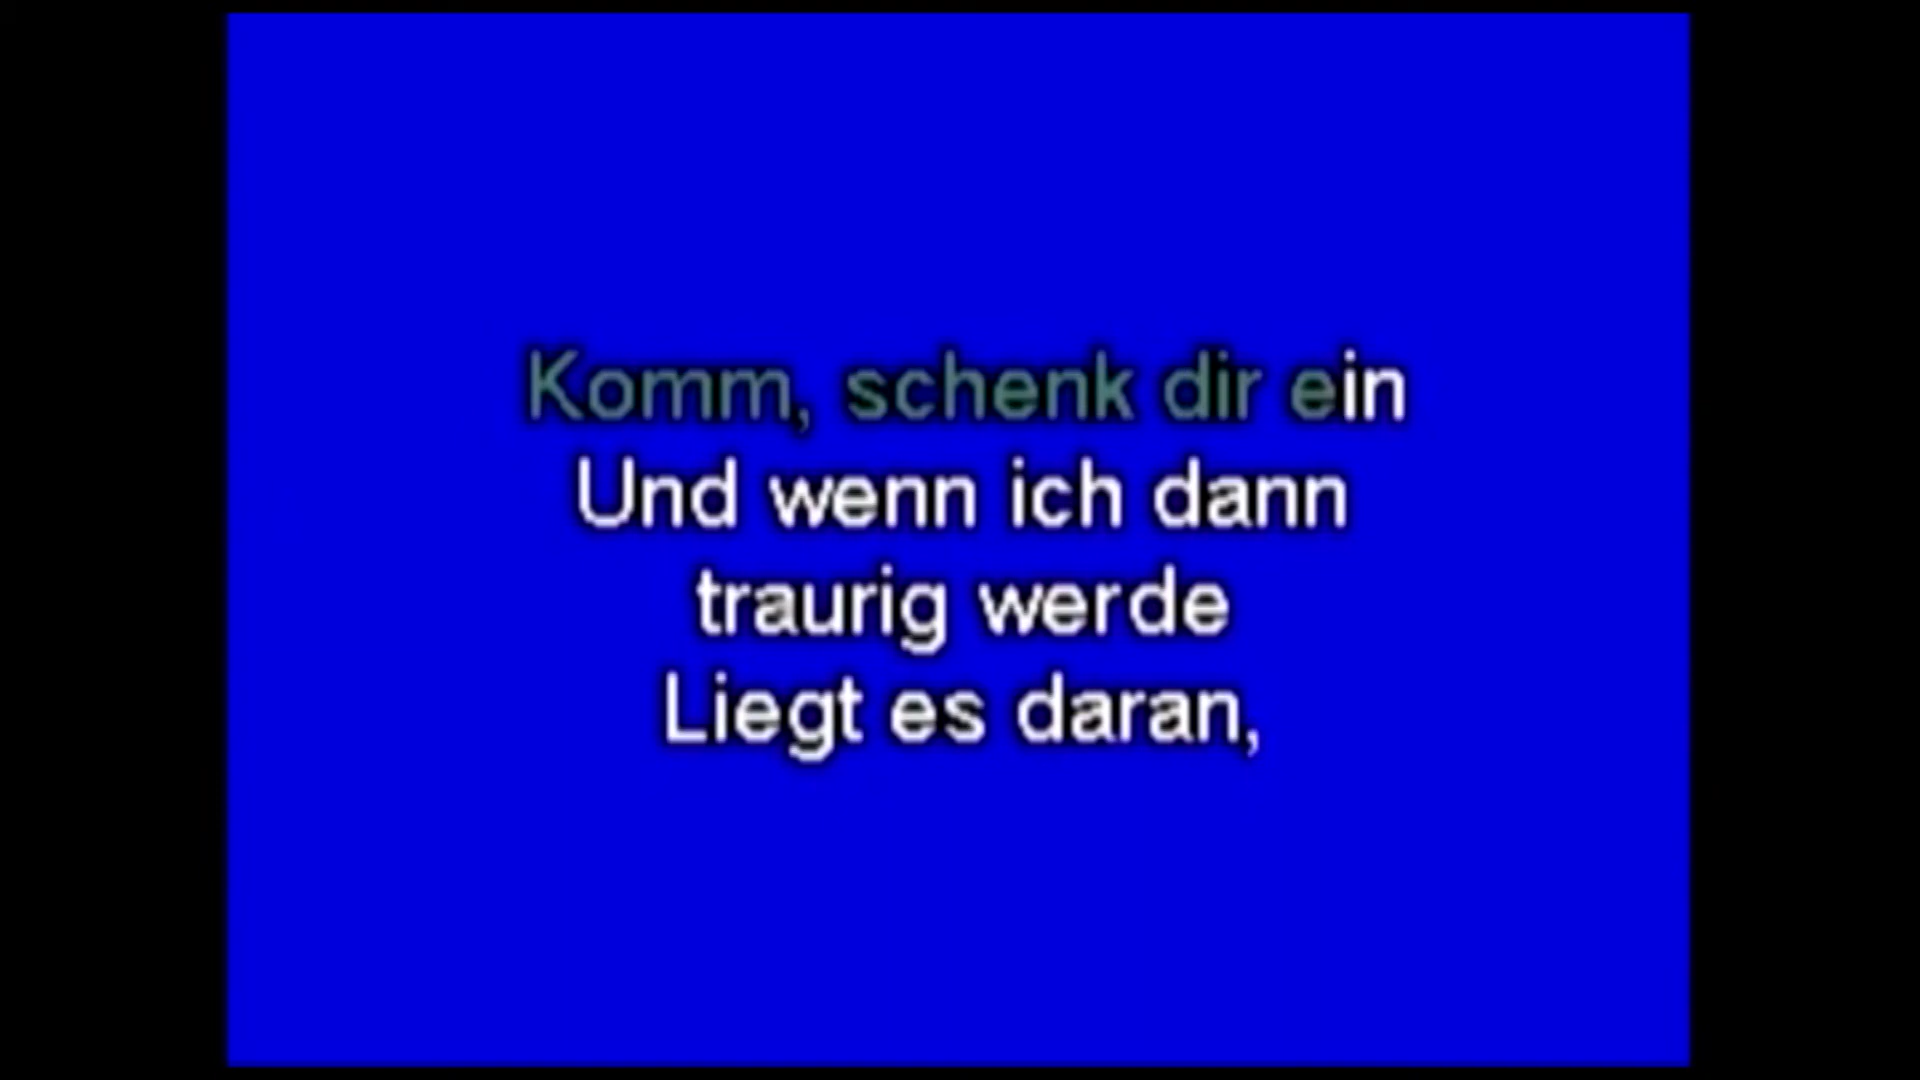 Komm, schenk dir ein
Und wenn ich dann
traurig werde
Liegt es daran,